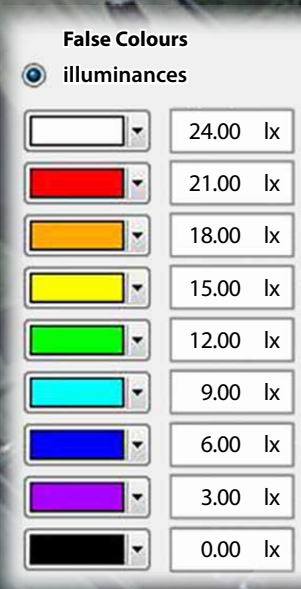 False Colours
illuminances
24.00 lx
21.00 lx
18.00 lx
15.00 lx
12.00 lx
9.00 lx
6.00 lx
3.00 lx
0.00 lx